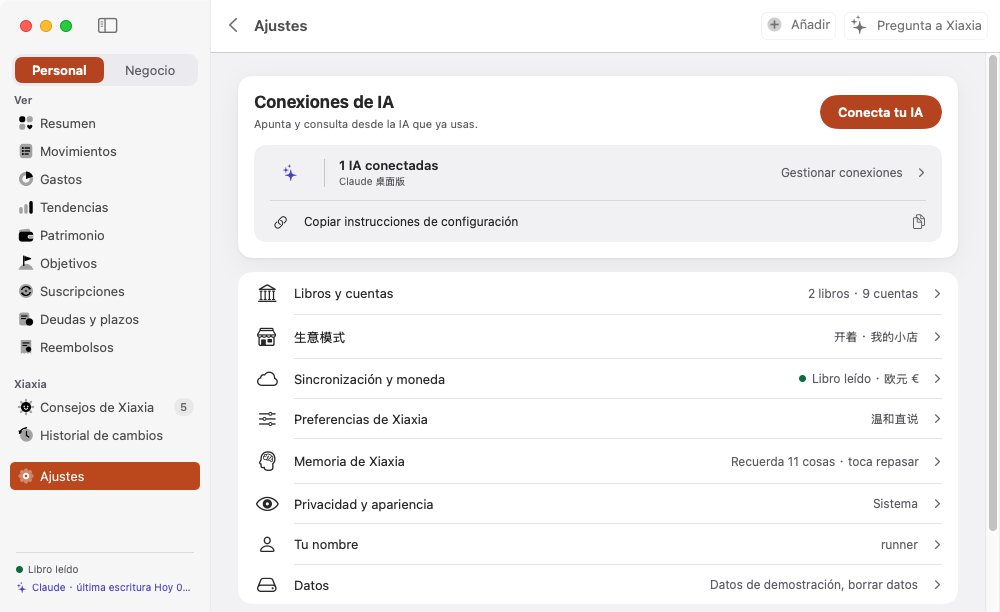 Ajustes
Añadir
Pregunta a Xiaxia
Personal
Negocio
Ver
Resumen
Movimientos
Gastos
Tendencias
Patrimonio
Objetivos
Suscripciones
Deudas y plazos
Reembolsos
Xiaxia
Consejos de Xiaxia 5
Historial de cambios
Ajustes
Libro leído
Claude · última escritura Hoy 0...
Conexiones de IA
Apunta y consulta desde la IA que ya usas.
Conecta tu IA
1 IA conectadas
Claude 桌面版
Gestionar conexiones
Copiar instrucciones de configuración
Libros y cuentas 2 libros · 9 cuentas
生意模式 开着 · 我的小店
Sincronización y moneda Libro leído · 欧元 €
Preferencias de Xiaxia 温和直说
Memoria de Xiaxia Recuerda 11 cosas · toca repasar
Privacidad y apariencia Sistema
Tu nombre runner
Datos Datos de demostración, borrar datos